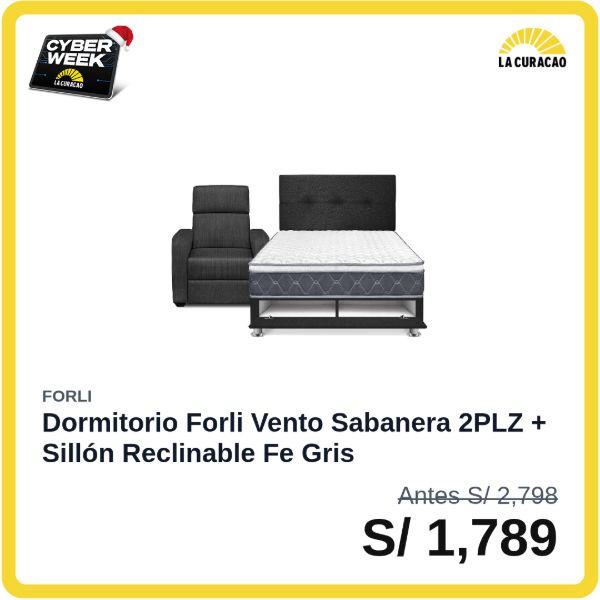 CYBER
WEEK
LA CURACAO
LA CURACAO
FORLI
Dormitorio Forli Vento Sabanera 2PLZ +
Sillón Reclinable Fe Gris
Antes S/ 2,798
S/ 1,789